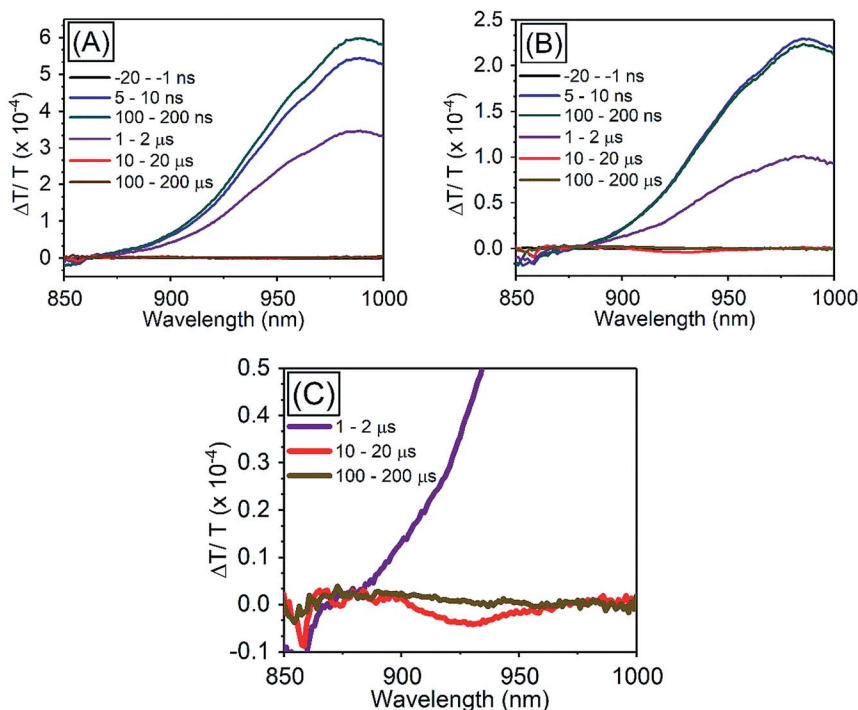 (A)
-20 - -1 ns
5 - 10 ns
100 - 200 ns
1 - 2 μs
10 - 20 μs
100 - 200 μs
ΔT/ T (x 10-4)
6
4
2
0
850
900
950
1000
Wavelength (nm)
(B)
-20 - -1 ns
5 - 10 ns
100 - 200 ns
1 - 2 μs
10 - 20 μs
100 - 200 μs
ΔT/ T (x 10-4)
2.5
2.0
1.5
1.0
0.5
0.0
850
900
950
1000
Wavelength (nm)
(C)
1 - 2 μs
10 - 20 μs
100 - 200 μs
ΔT/ T (x 10-4)
0.5
0.4
0.3
0.2
0.1
0.0
-0.1
850
900
950
1000
Wavelength (nm)